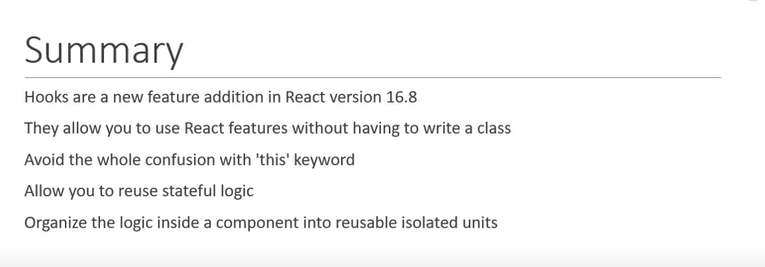 Summary
Hooks are a new feature addition in React version 16.8
They allow you to use React features without having to write a class
Avoid the whole confusion with 'this' keyword
Allow you to reuse stateful logic
Organize the logic inside a component into reusable isolated units